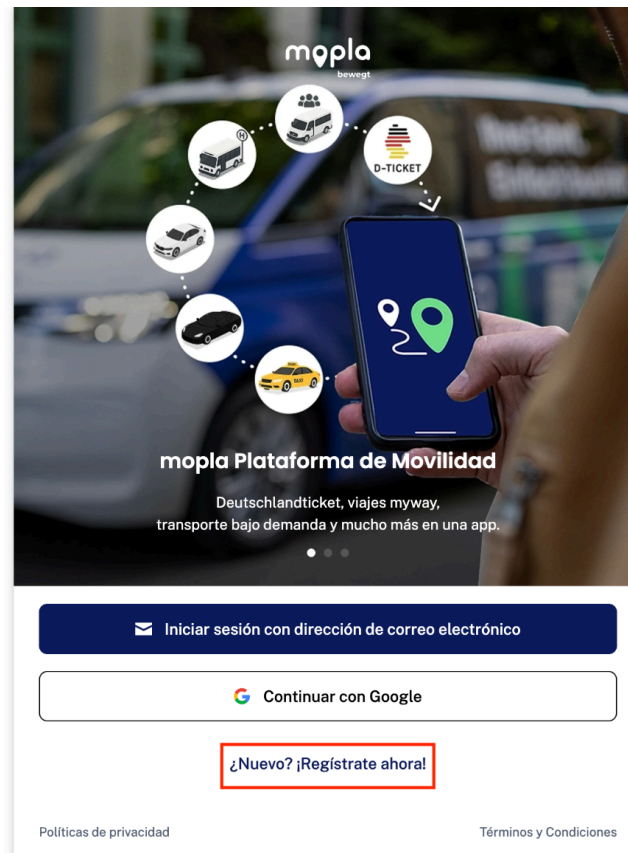 mopla
bewegt
H
D-TICKET
TAXI
mopla Plataforma de Movilidad
Deutschlandticket, viajes myway,
transporte bajo demanda y mucho más en una app.
Iniciar sesión con dirección de correo electrónico
Continuar con Google
¿Nuevo? ¡Regístrate ahora!
Políticas de privacidad
Términos y Condiciones